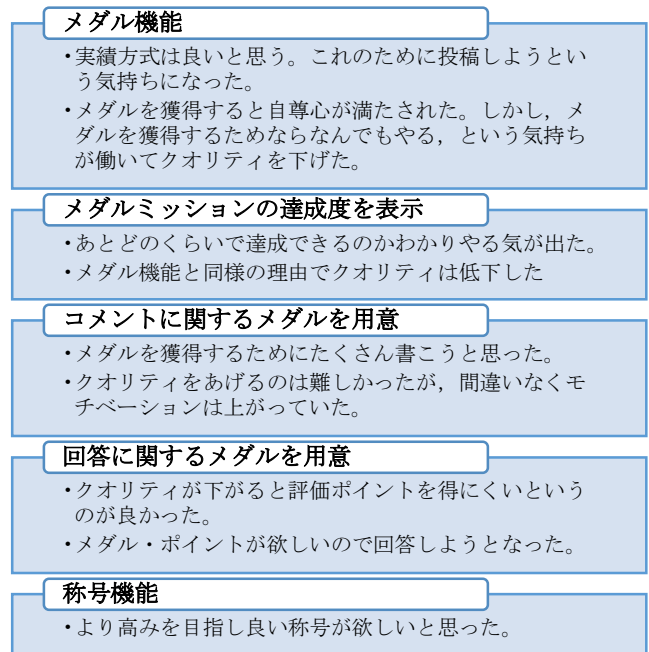 メダル機能
・実績方式は良いと思う。これのために投稿しようとい
う気持ちになった。
・メダルを獲得すると自尊心が満たされた。しかし，メ
ダルを獲得するためならなんでもやる，という気持ち
が働いてクオリティを下げた。
メダルミッションの達成度を表示
・あとどのくらいで達成できるのかわかりやる気が出た。
・メダル機能と同様の理由でクオリティは低下した
コメントに関するメダルを用意
・メダルを獲得するためにたくさん書こうと思った。
・クオリティをあげるのは難しかったが，間違いなくモ
チベーションは上がっていた。
回答に関するメダルを用意
・クオリティが下がると評価ポイントを得にくいという
のが良かった。
・メダル・ポイントが欲しいので回答しようとなった。
称号機能
・より高みを目指し良い称号が欲しいと思った。